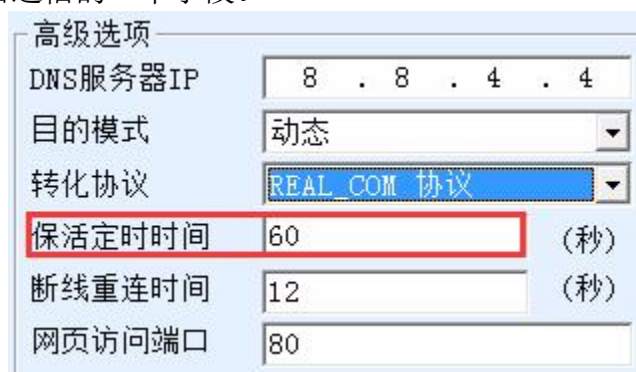 高级选项
DNS服务器IP 8 . 8 . 4 . 4
目的模式 动态
转化协议 REAL_COM 协议
保活定时时间 60 (秒)
断线重连时间 12 (秒)
网页访问端口 80